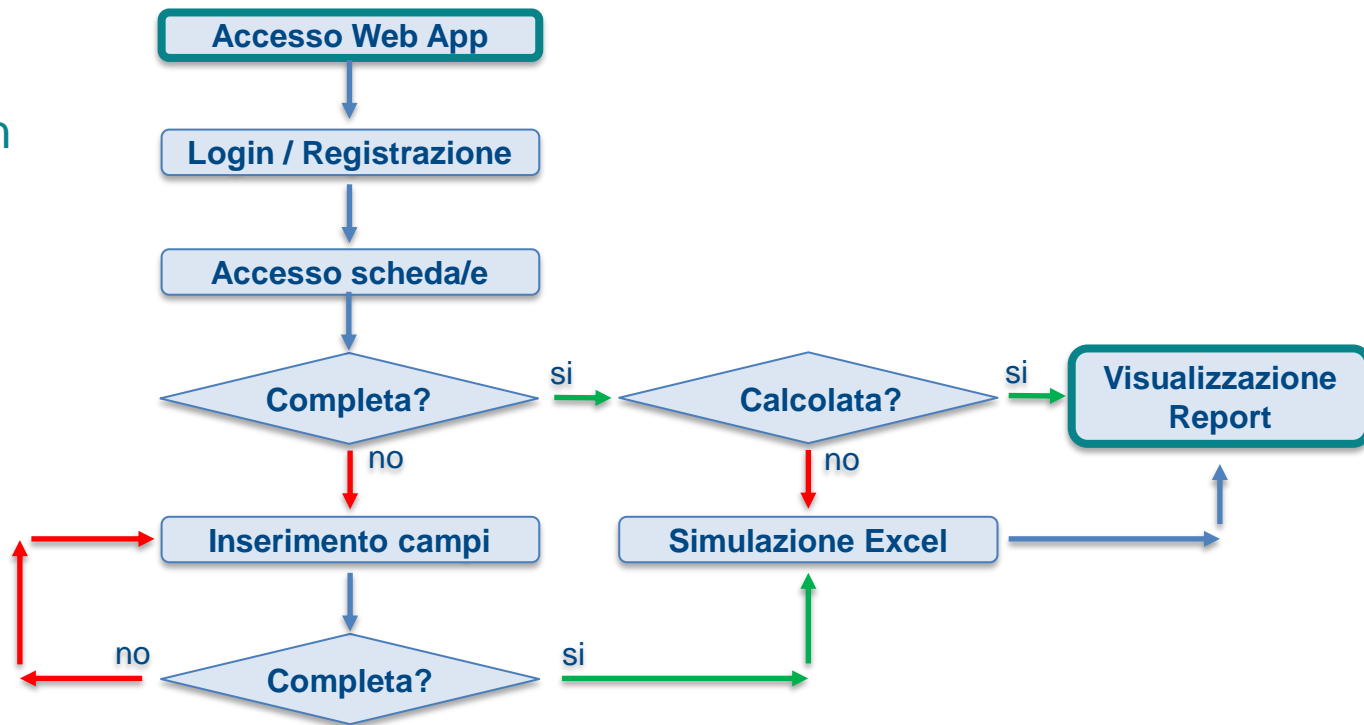 Accesso Web App
n
Login / Registrazione
Accesso scheda/e
Completa?
si
Calcolata?
si
Visualizzazione
Report
no
no
Inserimento campi
Simulazione Excel
no
Completa?
si